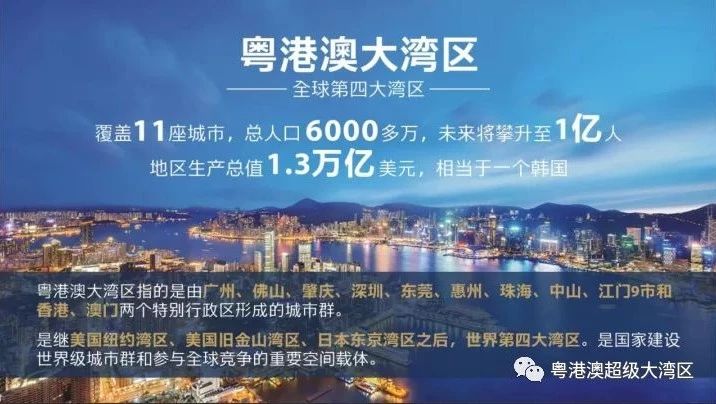 粤港澳大湾区
全球第四大湾区
覆盖11座城市，总人口6000多万，未来将攀升至1亿人
地区生产总值1.3万亿美元，相当于一个韩国
粤港澳大湾区指的是由广州、佛山、肇庆、深圳、东莞、惠州、珠海、中山、江门9市和
香港、澳门两个特别行政区形成的城市群。
是继美国纽约湾区、美国旧金山湾区、日本东京湾区之后，世界第四大湾区。是国家建设
世界级城市群和参与全球竞争的重要空间载体。
粤港澳超级大湾区